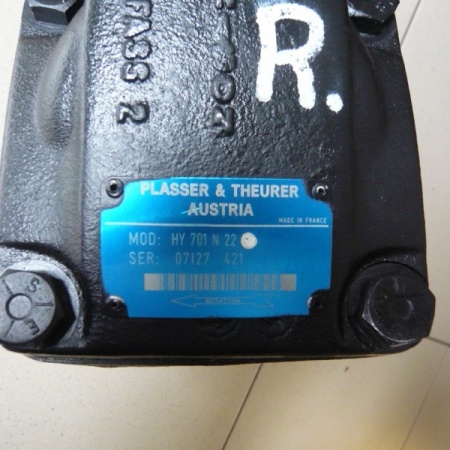 R.
PLASSER & THEURER
AUSTRIA
MADE IN FRANCE
MOD: HY 701 N 22
SER: 07127 421
ROTATION